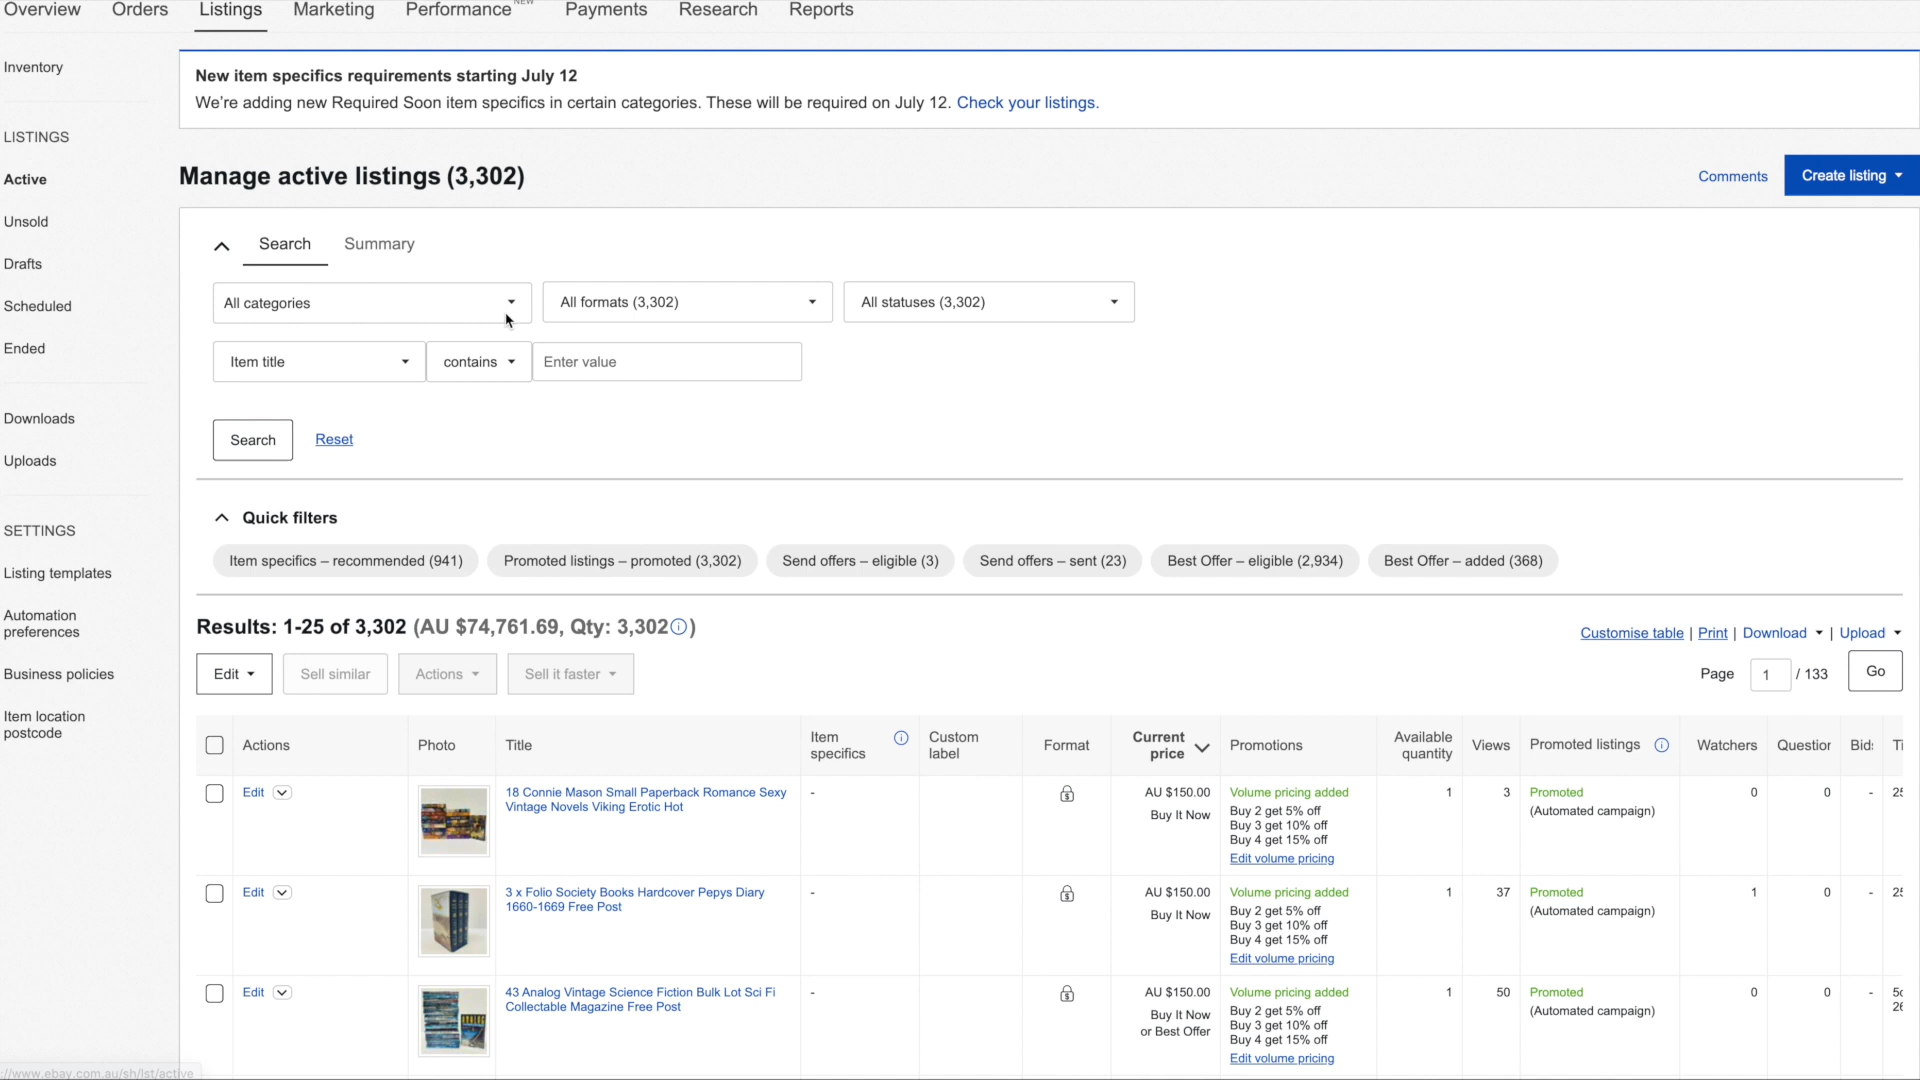 Overview Orders Listings Marketing Performance NEW Payments Research Reports
Inventory
LISTINGS
Active
Unsold
Drafts
Scheduled
Ended
Downloads
Uploads
SETTINGS
Listing templates
Automation
preferences
Business policies
Item location
postcode
New item specifics requirements starting July 12
We're adding new Required Soon item specifics in certain categories. These will be required on July 12. Check your listings.
Manage active listings (3,302)
Comments Create listing
Search Summary
All categories All formats (3,302) All statuses (3,302)
Item title contains Enter value
Search Reset
Quick filters
Item specifics – recommended (941) Promoted listings – promoted (3,302) Send offers – eligible (3) Send offers – sent (23) Best Offer – eligible (2,934) Best Offer – added (368)
Results: 1-25 of 3,302 (AU $74,761.69, Qty: 3,302)
Customise table | Print | Download | Upload
Edit Sell similar Actions Sell it faster
Page 1 / 133 Go
Actions Photo Title Item specifics Custom label Format Current price Promotions Available quantity Views Promoted listings Watchers Question Bid
Edit 18 Connie Mason Small Paperback Romance Sexy - AU $150.00 Volume pricing added 1 3 Promoted 0 0 -
Vintage Novels Viking Erotic Hot Buy It Now Buy 2 get 5% off (Automated campaign)
Buy 3 get 10% off
Buy 4 get 15% off
Edit volume pricing
Edit 3 x Folio Society Books Hardcover Pepys Diary - AU $150.00 Volume pricing added 1 37 Promoted 1 0 -
1660-1669 Free Post Buy It Now Buy 2 get 5% off (Automated campaign)
Buy 3 get 10% off
Buy 4 get 15% off
Edit volume pricing
Edit 43 Analog Vintage Science Fiction Bulk Lot Sci Fi - AU $150.00 Volume pricing added 1 50 Promoted 0 0 -
Collectable Magazine Free Post Buy It Now Buy 2 get 5% off (Automated campaign)
or Best Offer Buy 3 get 10% off
Buy 4 get 15% off
Edit volume pricing
://www.ebay.com.au/sh/lst/active